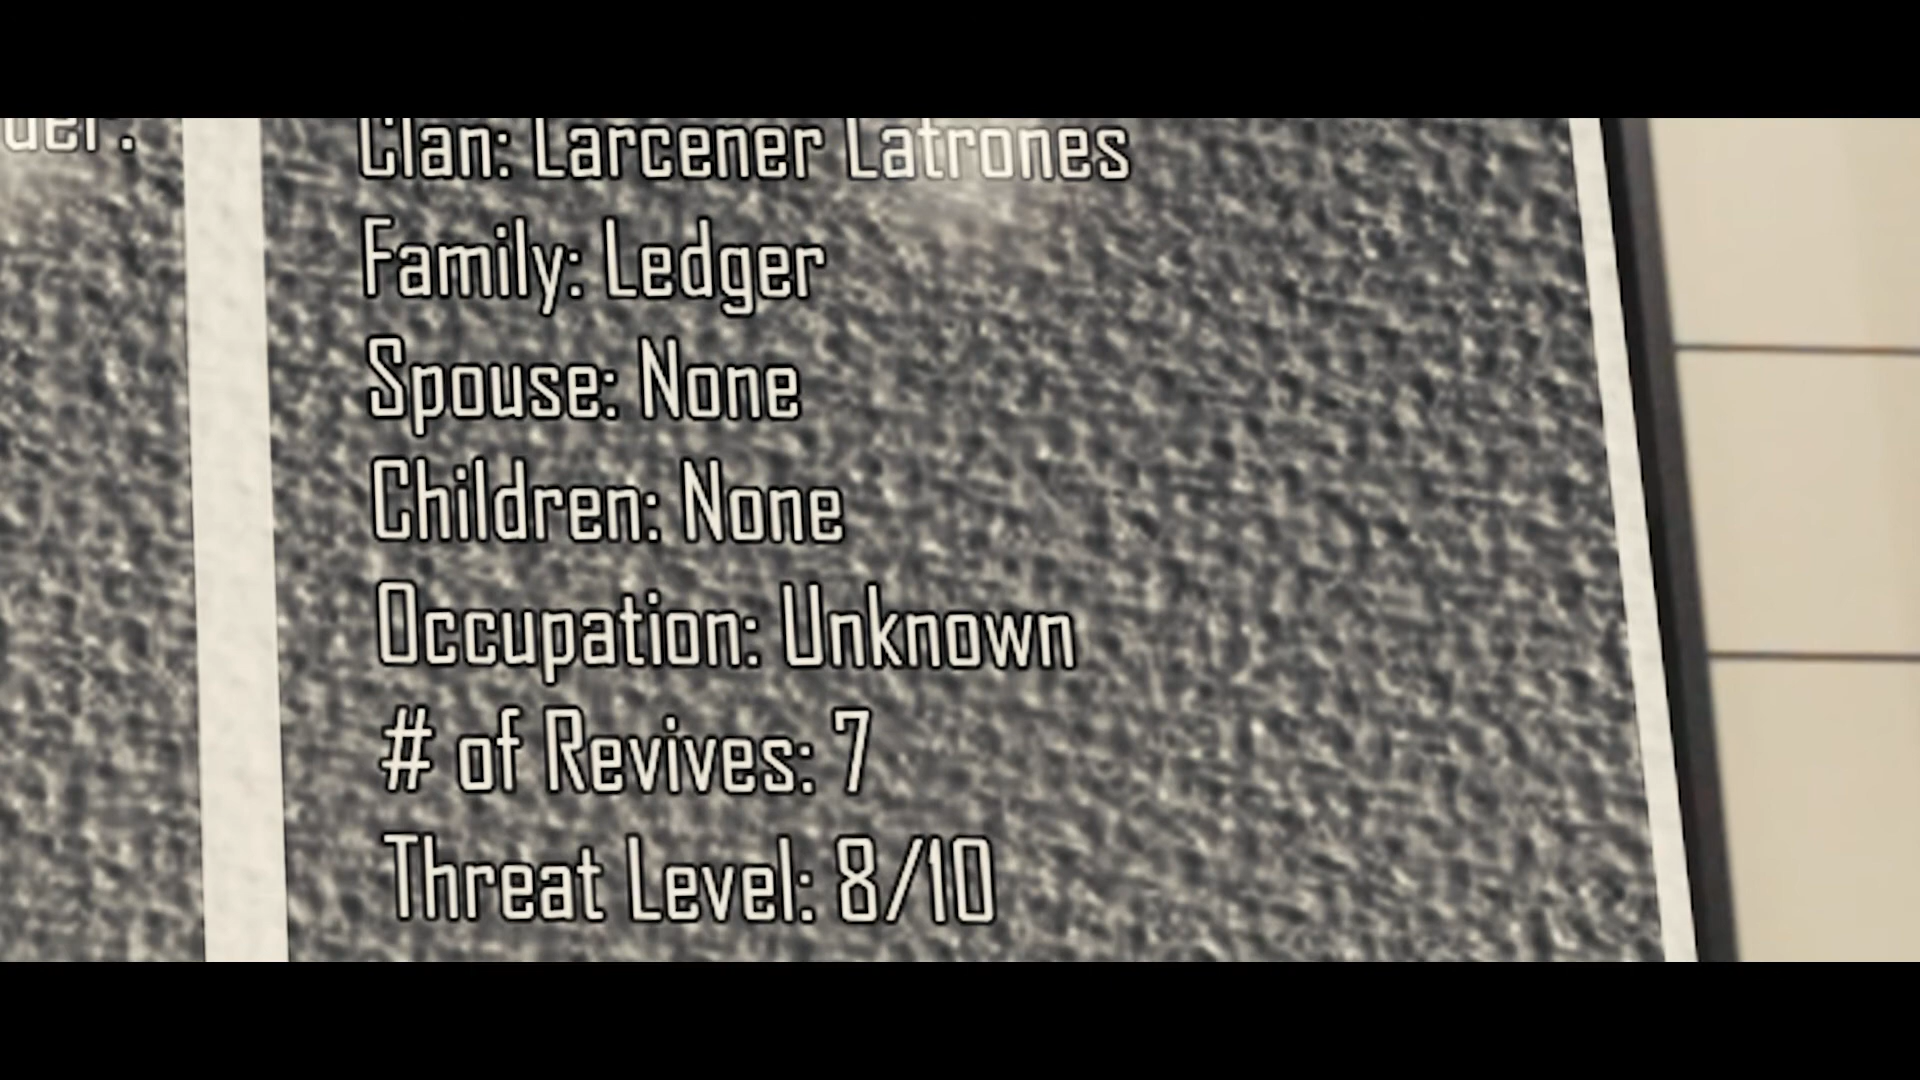 Clan: Larcener Latrones
Family: Ledger
Spouse: None
Children: None
Occupation: Unknown
# of Revives: 7
Threat Level: 8/10